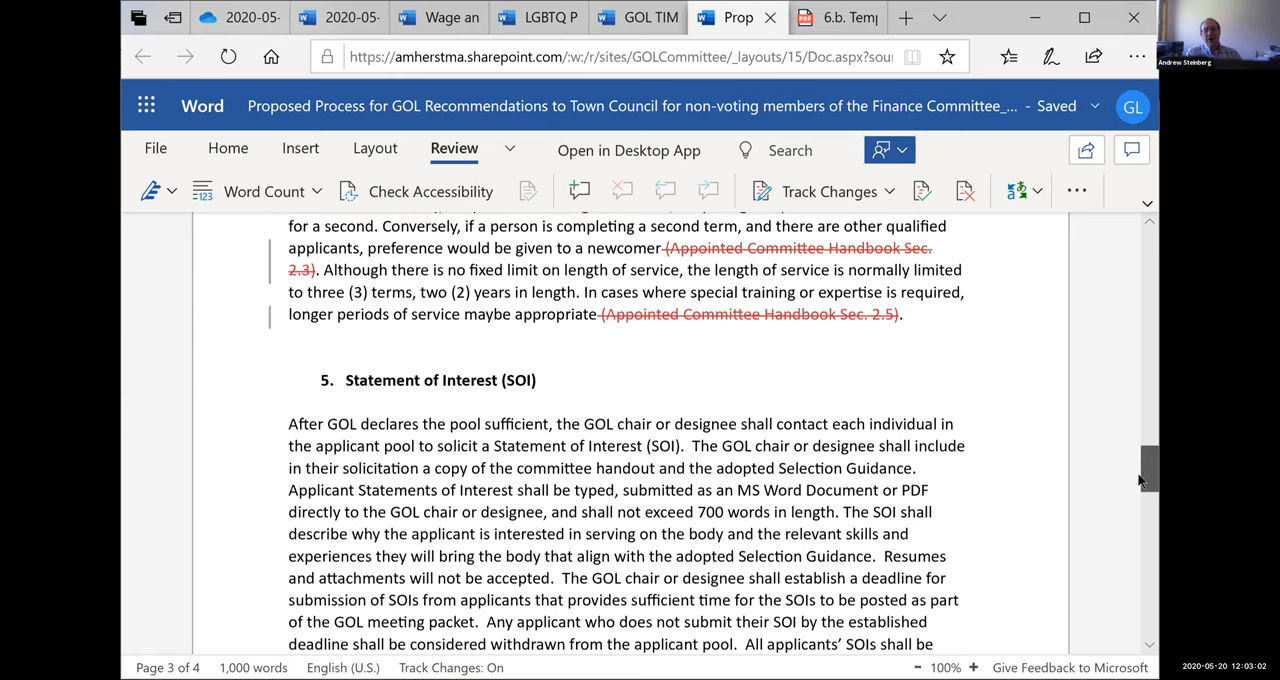 2020-05-
2020-05-
Wage an
LGBTQ P
GOL TIM
Prop
6.b. Temp
https://amherstma.sharepoint.com/:w:/r/sites/GOLCommittee/_layouts/15/Doc.aspx?sour
Andrew Steinberg
Word
Proposed Process for GOL Recommendations to Town Council for non-voting members of the Finance Committee_... - Saved
GL
File Home Insert Layout Review Open in Desktop App Search
Word Count Check Accessibility Track Changes
for a second. Conversely, if a person is completing a second term, and there are other qualified
applicants, preference would be given to a newcomer (Appointed Committee Handbook Sec.
2.3). Although there is no fixed limit on length of service, the length of service is normally limited
to three (3) terms, two (2) years in length. In cases where special training or expertise is required,
longer periods of service maybe appropriate (Appointed Committee Handbook Sec. 2.5).
5. Statement of Interest (SOI)
After GOL declares the pool sufficient, the GOL chair or designee shall contact each individual in
the applicant pool to solicit a Statement of Interest (SOI). The GOL chair or designee shall include
in their solicitation a copy of the committee handout and the adopted Selection Guidance.
Applicant Statements of Interest shall be typed, submitted as an MS Word Document or PDF
directly to the GOL chair or designee, and shall not exceed 700 words in length. The SOI shall
describe why the applicant is interested in serving on the body and the relevant skills and
experiences they will bring the body that align with the adopted Selection Guidance. Resumes
and attachments will not be accepted. The GOL chair or designee shall establish a deadline for
submission of SOIs from applicants that provides sufficient time for the SOIs to be posted as part
of the GOL meeting packet. Any applicant who does not submit their SOI by the established
deadline shall be considered withdrawn from the applicant pool. All applicants' SOIs shall be
Page 3 of 4 1,000 words English (U.S.) Track Changes: On - 100% + Give Feedback to Microsoft
2020-05-20 12:03:02